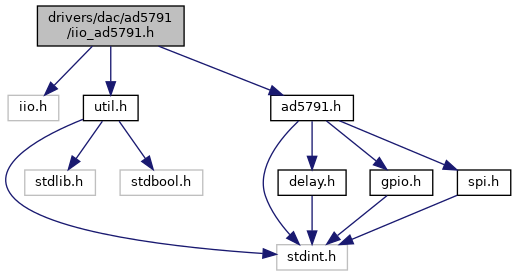 drivers/dac/ad5791
/iio_ad5791.h
iio.h
util.h
ad5791.h
stdlib.h
stdbool.h
delay.h
gpio.h
spi.h
stdint.h